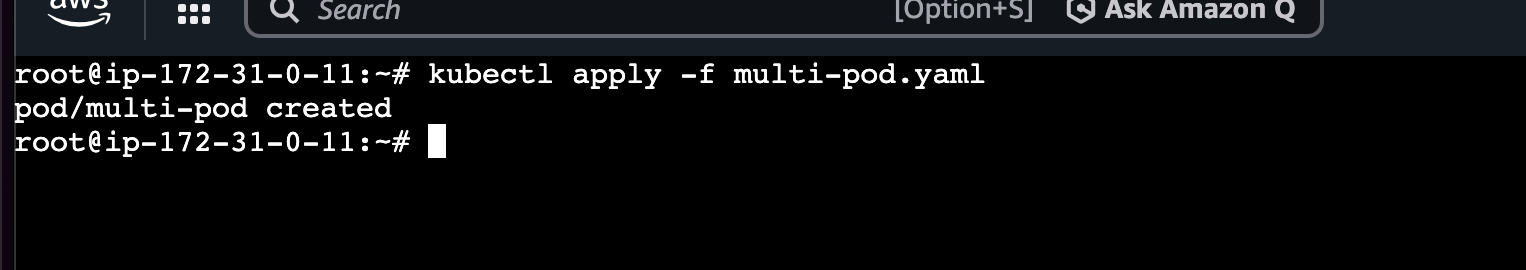 aws
Search
[Option+S]
Ask Amazon Q
root@ip-172-31-0-11:~# kubectl apply -f multi-pod.yaml
pod/multi-pod created
root@ip-172-31-0-11:~#